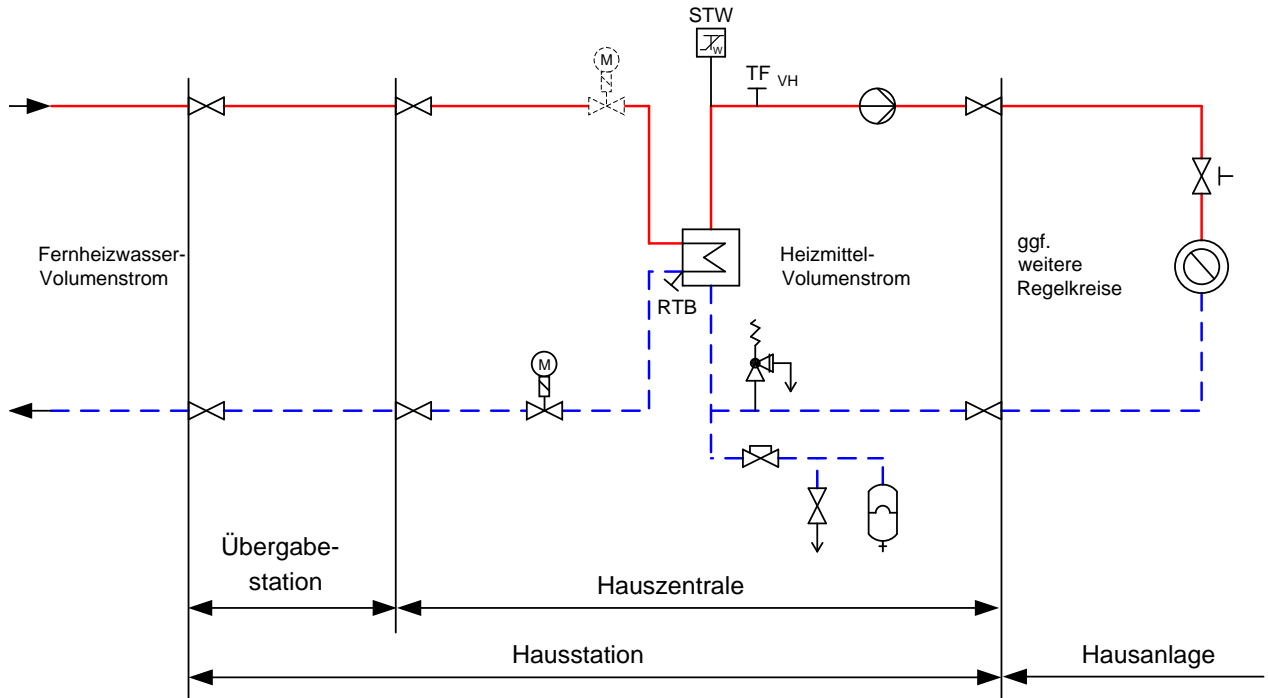 STW
W
M
TF VH
Fernheizwasser-
Volumenstrom
Heizmittel-
Volumenstrom
ggf.
weitere
Regelkreise
RTB
M
Übergabe-
station
Hauszentrale
Hausstation
Hausanlage